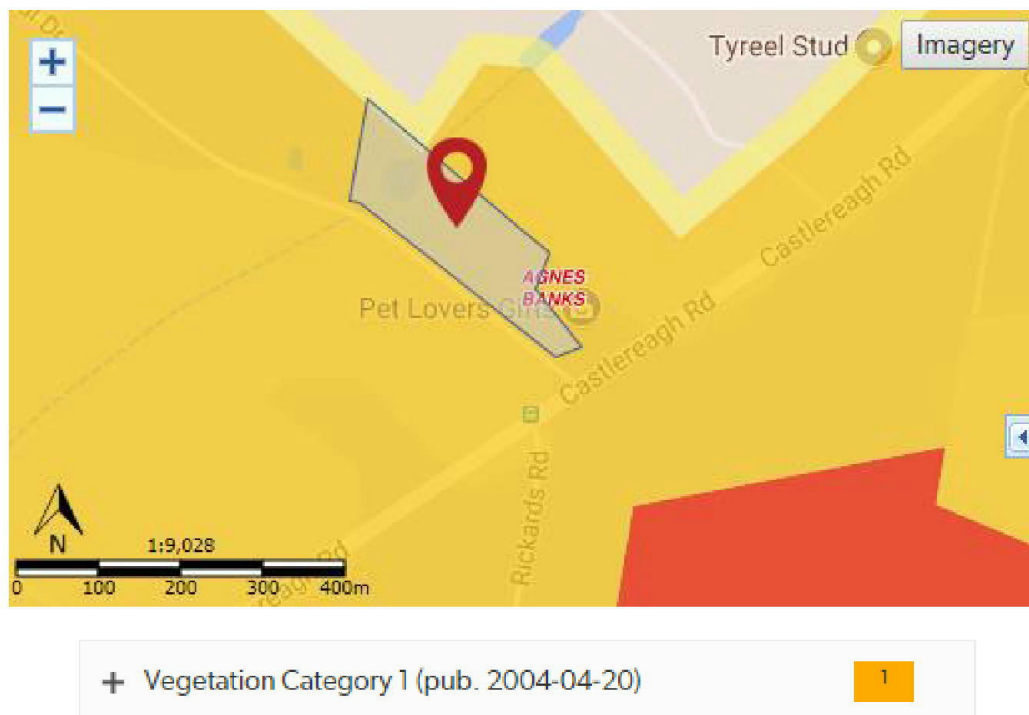 Tyreel Stud
Imagery
+
−
Castlereagh Rd
AGNES
BANKS
Pet Lovers
Castlereagh Rd
Rickards Rd
N
1:9,028
0 100 200 300 400m
Rd
+ Vegetation Category 1 (pub. 2004-04-20)
1